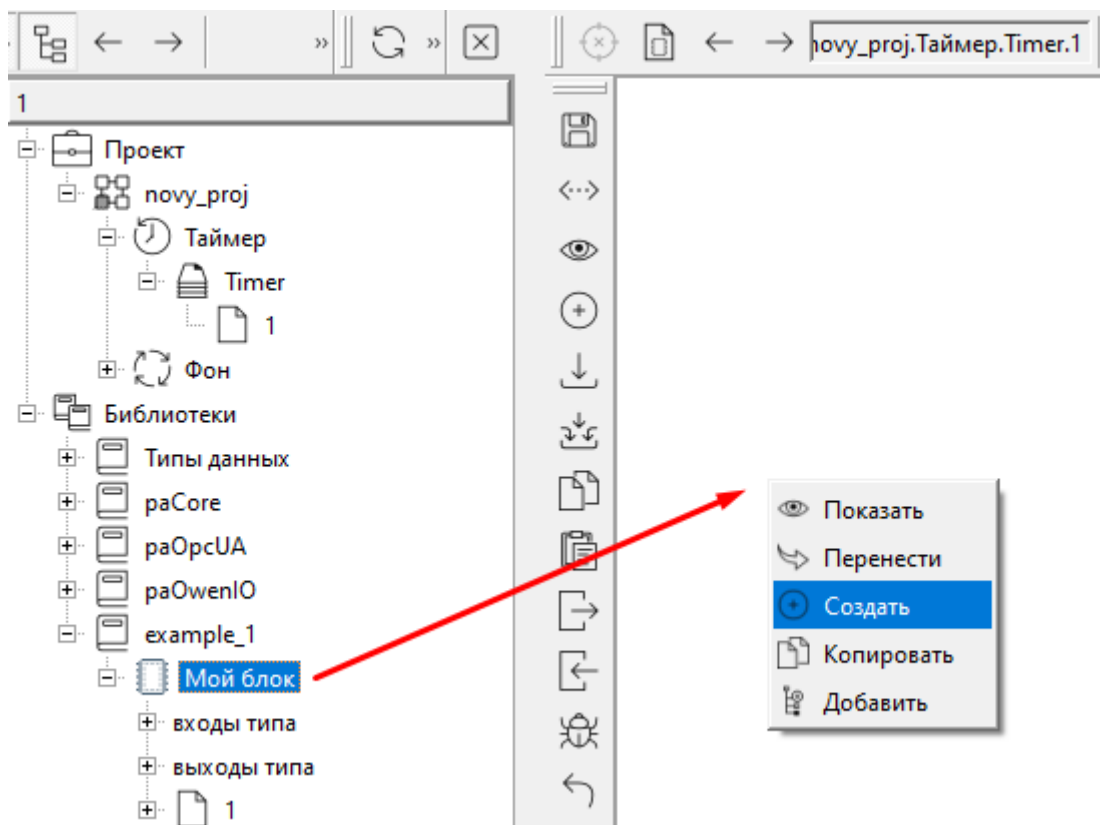 » »
novy_proj.Таймер.Timer.1
1
Проект
novy_proj
Таймер
Timer
1
Фон
Библиотеки
Типы данных
paCore
paOpcUA
paOwenIO
example_1
Мой блок
входы типа
выходы типа
1
Показать
Перенести
Создать
Копировать
Добавить